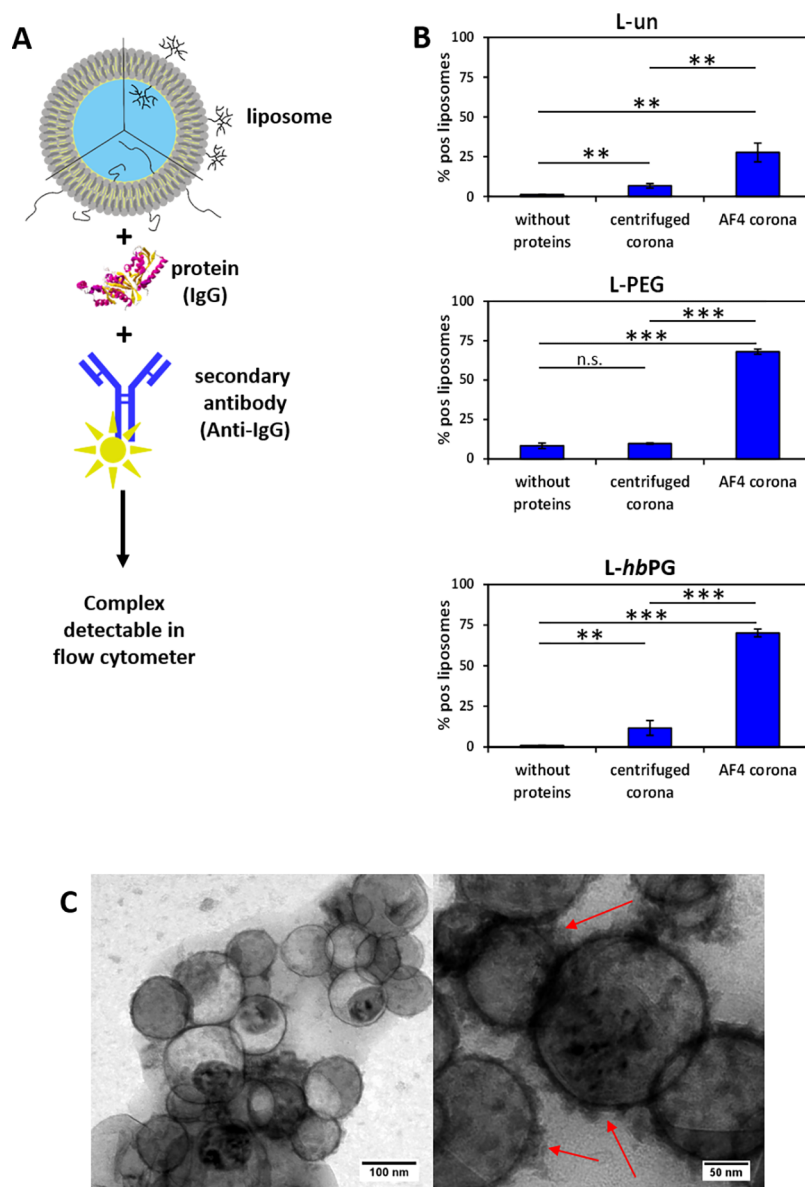 A
liposome
+
protein
(IgG)
+
secondary
antibody
(Anti-IgG)
Complex
detectable in
flow cytometer
B
L-un
% pos liposomes
100
75
50
25
0
**
**
**
without
proteins
centrifuged
corona
AF4 corona
L-PEG
% pos liposomes
100
75
50
25
0
***
***
n.s.
without
proteins
centrifuged
corona
AF4 corona
L-hbPG
% pos liposomes
100
75
50
25
0
***
***
**
without
proteins
centrifuged
corona
AF4 corona
C
100 nm
50 nm